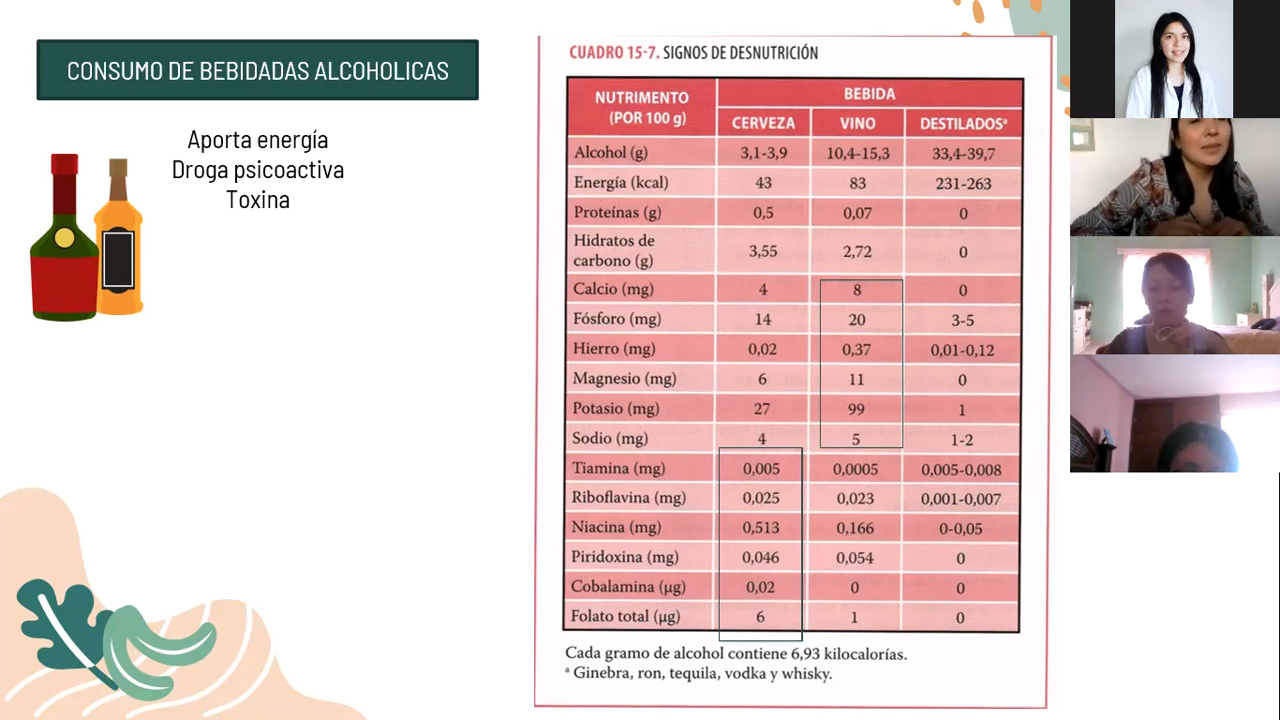 CONSUMO DE BEBIDADAS ALCOHOLICAS
Aporta energía
Droga psicoactiva
Toxina
CUADRO 15-7. SIGNOS DE DESNUTRICIÓN
NUTRIMENTO (POR 100 g) BEBIDA
CERVEZA VINO DESTILADOSª
Alcohol (g) 3,1-3,9 10,4-15,3 33,4-39,7
Energía (kcal) 43 83 231-263
Proteínas (g) 0,5 0,07 0
Hidratos de
carbono (g) 3,55 2,72 0
Calcio (mg) 4 8 0
Fósforo (mg) 14 20 3-5
Hierro (mg) 0,02 0,37 0,01-0,12
Magnesio (mg) 6 11 0
Potasio (mg) 27 99 1
Sodio (mg) 4 5 1-2
Tiamina (mg) 0,005 0,0005 0,005-0,008
Riboflavina (mg) 0,025 0,023 0,001-0,007
Niacina (mg) 0,513 0,166 0-0,05
Piridoxina (mg) 0,046 0,054 0
Cobalamina (µg) 0,02 0 0
Folato total (µg) 6 1 0
Cada gramo de alcohol contiene 6,93 kilocalorías.
ª Ginebra, ron, tequila, vodka y whisky.